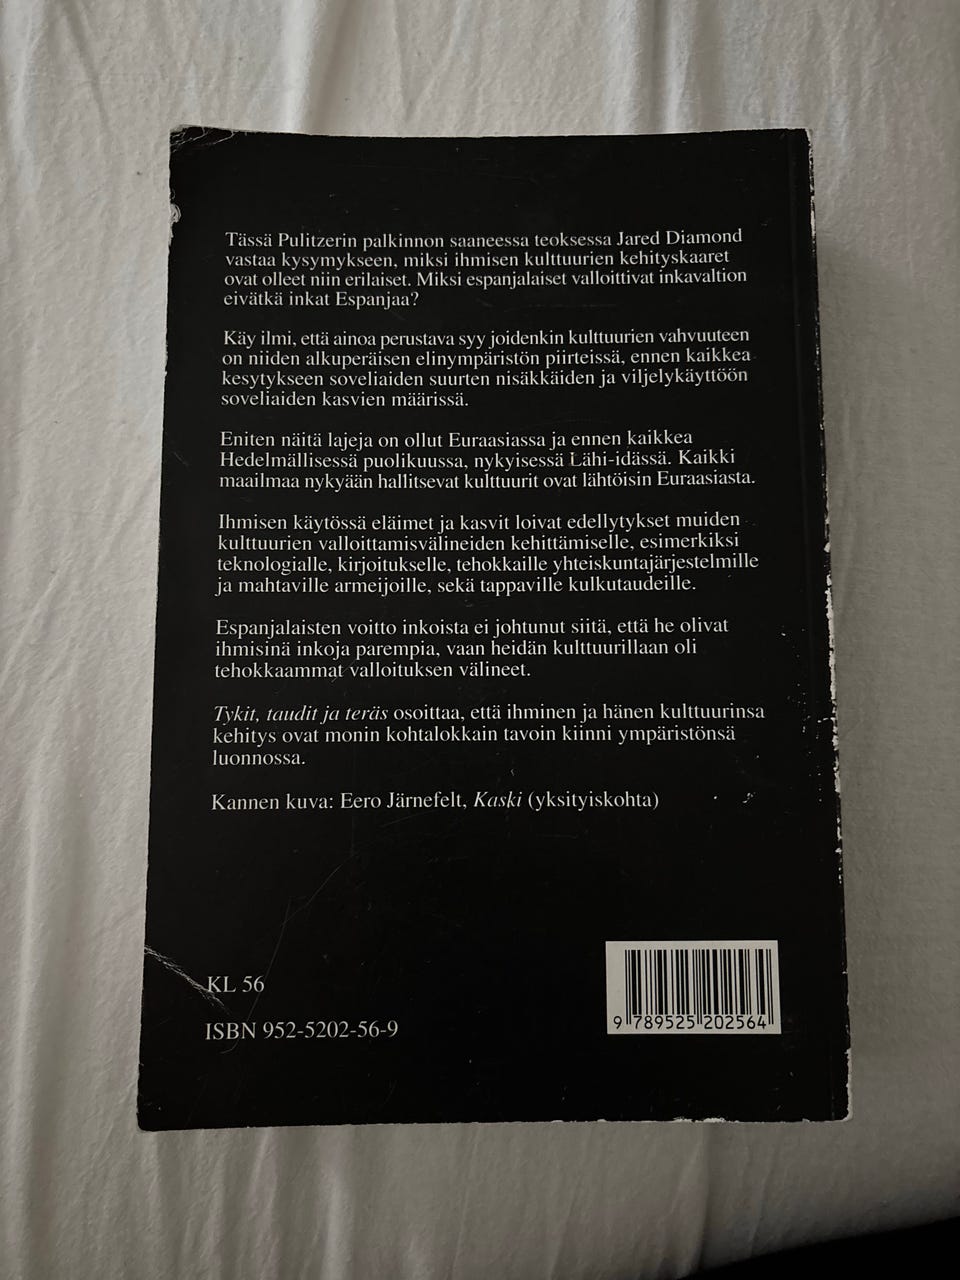 Tässä Pulitzerin palkinnon saaneessa teoksessa Jared Diamond
vastaa kysymykseen, miksi ihmisen kulttuurien kehityskaaret
ovat olleet niin erilaiset. Miksi espanjalaiset valloittivat inkavaltion
eivätkä inkat Espanjaa?
Käy ilmi, että ainoa perustava syy joidenkin kulttuurien vahvuuteen
on niiden alkuperäisen elinympäristön piirteissä, ennen kaikkea
kesytykseen soveliaiden suurten nisäkkäiden ja viljelykäyttöön
soveliaiden kasvien määrissä.
Eniten näitä lajeja on ollut Euraasiassa ja ennen kaikkea
Hedelmällisessä puolikuussa, nykyisessä Lähi-idässä. Kaikki
maailmaa nykyään hallitsevat kulttuurit ovat lähtöisin Euraasiasta.
Ihmisen käytössä eläimet ja kasvit loivat edellytykset muiden
kulttuurien valloittamisvälineiden kehittämiselle, esimerkiksi
teknologialle, kirjoitukselle, tehokkaille yhteiskuntajärjestelmille
ja mahtaville armeijoille, sekä tappaville kulkutaudeille.
Espanjalaisten voitto inkoista ei johtunut siitä, että he olivat
ihmisinä inkoja parempia, vaan heidän kulttuurillaan oli
tehokkaammat valloituksen välineet.
Tykit, taudit ja teräs osoittaa, että ihminen ja hänen kulttuurinsa
kehitys ovat monin kohtalokkain tavoin kiinni ympäristönsä
luonnossa.
Kannen kuva: Eero Järnefelt, Kaski (yksityiskohta)
KL 56
ISBN 952-5202-56-9
9 789525 202564